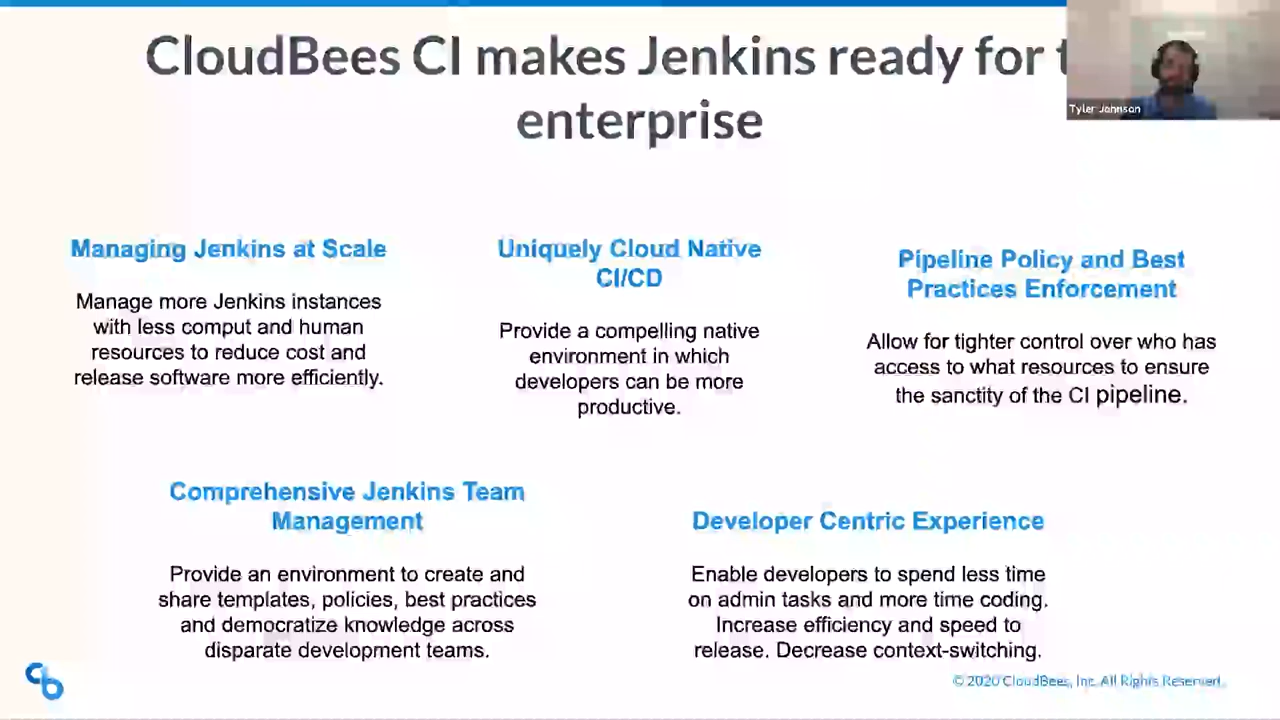 CloudBees CI makes Jenkins ready for
enterprise
Tyler Johnson
Managing Jenkins at Scale
Manage more Jenkins instances
with less comput and human
resources to reduce cost and
release software more efficiently.
Uniquely Cloud Native
CI/CD
Provide a compelling native
environment in which
developers can be more
productive.
Pipeline Policy and Best
Practices Enforcement
Allow for tighter control over who has
access to what resources to ensure
the sanctity of the CI pipeline.
Comprehensive Jenkins Team
Management
Provide an environment to create and
share templates, policies, best practices
and democratize knowledge across
disparate development teams.
Developer Centric Experience
Enable developers to spend less time
on admin tasks and more time coding.
Increase efficiency and speed to
release. Decrease context-switching.
© 2020 CloudBees, Inc. All Rights Reserved.